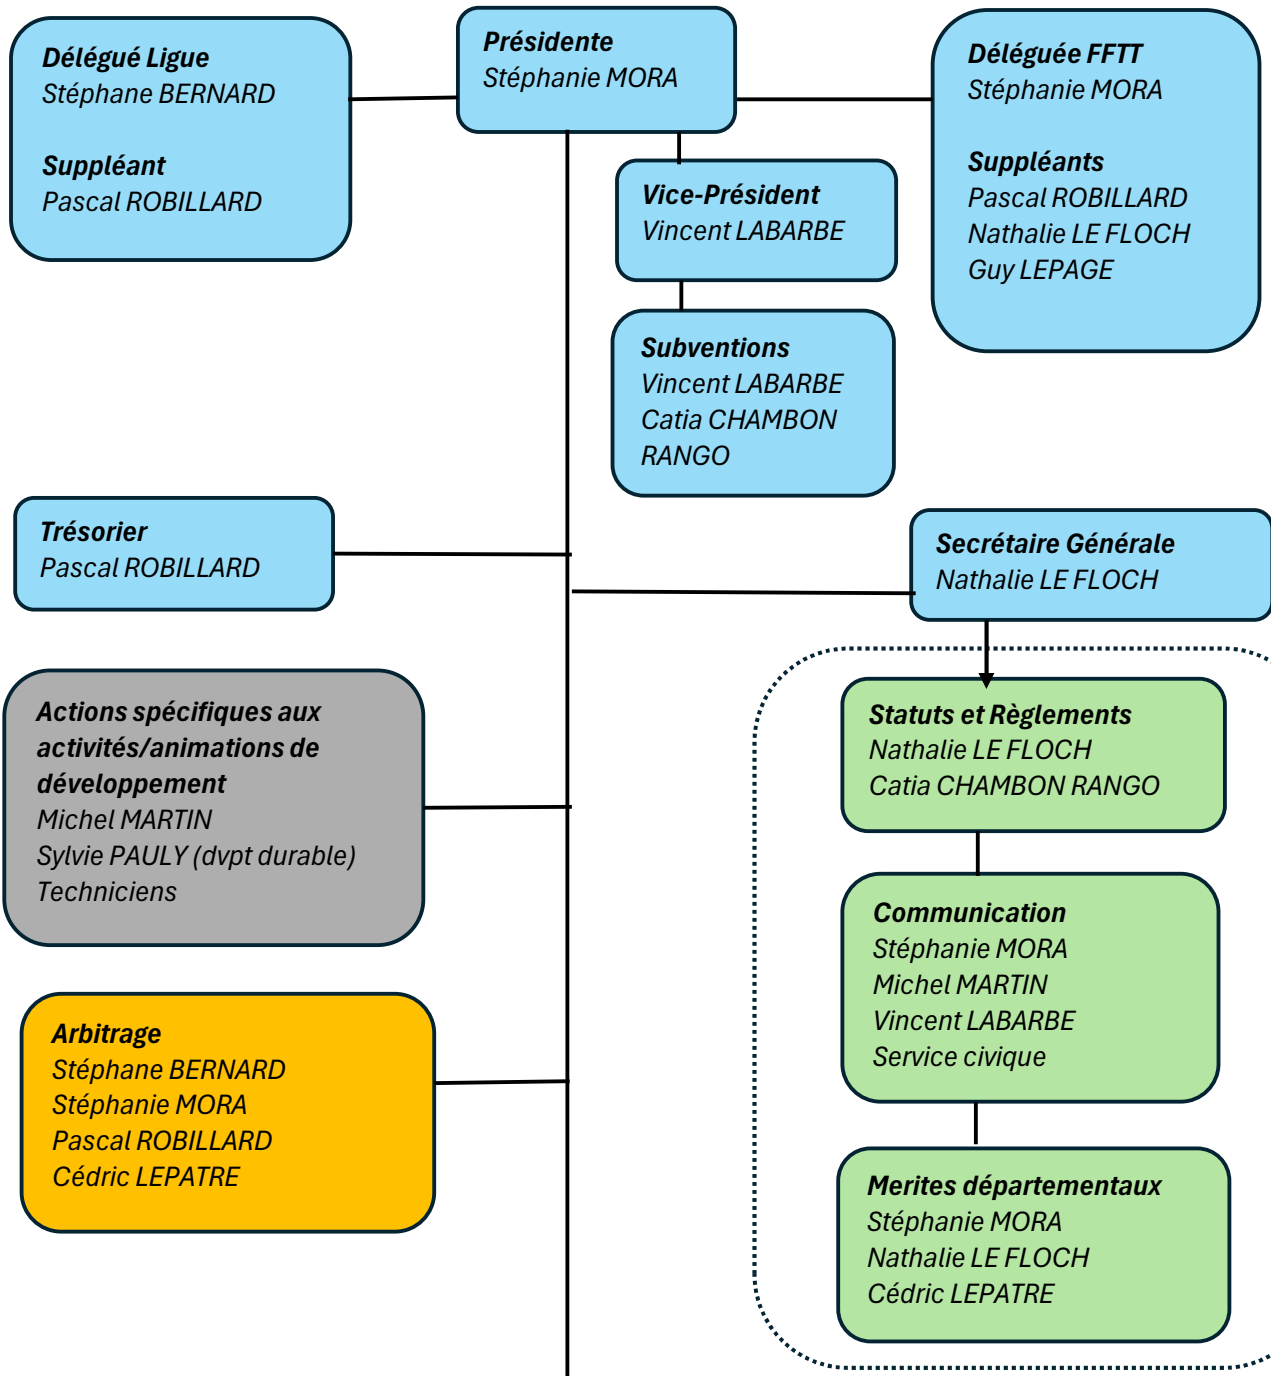 Délégué Ligue
Stéphane BERNARD
Suppléant
Pascal ROBILLARD
Présidente
Stéphanie MORA
Déléguée FFTT
Stéphanie MORA
Suppléants
Pascal ROBILLARD
Nathalie LE FLOCH
Guy LEPAGE
Vice-Président
Vincent LABARBE
Subventions
Vincent LABARBE
Catia CHAMBON
RANGO
Trésorier
Pascal ROBILLARD
Secrétaire Générale
Nathalie LE FLOCH
Actions spécifiques aux
activités/animations de
développement
Michel MARTIN
Sylvie PAULY (dvpt durable)
Techniciens
Statuts et Règlements
Nathalie LE FLOCH
Catia CHAMBON RANGO
Communication
Stéphanie MORA
Michel MARTIN
Vincent LABARBE
Service civique
Arbitrage
Stéphane BERNARD
Stéphanie MORA
Pascal ROBILLARD
Cédric LEPATRE
Merites départementaux
Stéphanie MORA
Nathalie LE FLOCH
Cédric LEPATRE